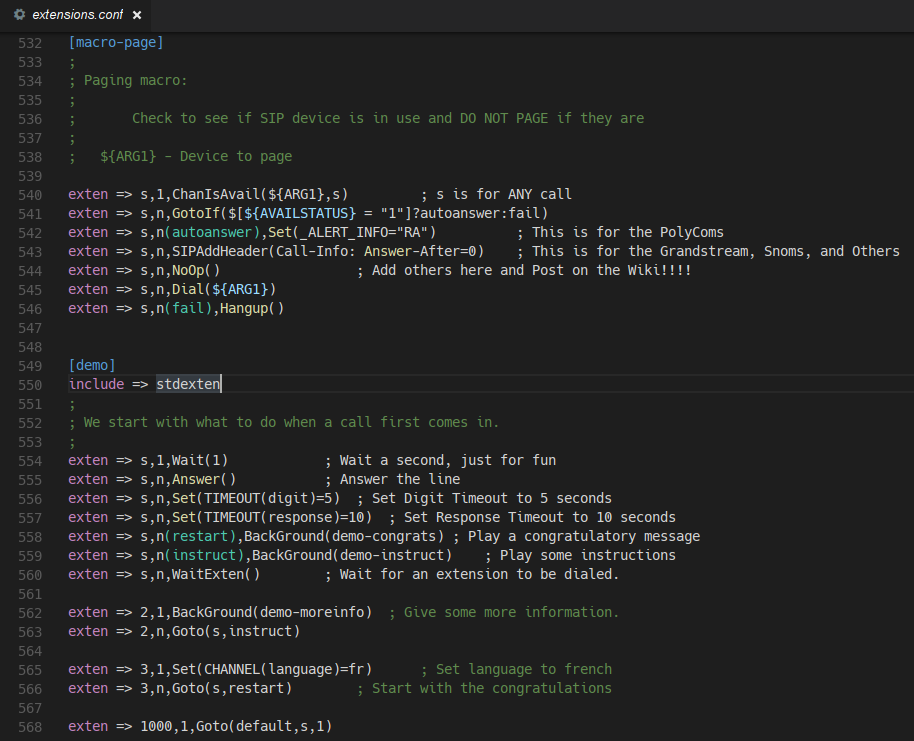 extensions.conf ×
532 [macro-page]
533 ;
534 ; Paging macro:
535 ;
536 ;       Check to see if SIP device is in use and DO NOT PAGE if they are
537 ;
538 ;   ${ARG1} - Device to page
539
540 exten => s,1,ChanIsAvail(${ARG1},s)         ; s is for ANY call
541 exten => s,n,GotoIf($[${AVAILSTATUS} = "1"]?autoanswer:fail)
542 exten => s,n(autoanswer),Set(_ALERT_INFO="RA")          ; This is for the PolyComs
543 exten => s,n,SIPAddHeader(Call-Info: Answer-After=0)    ; This is for the Grandstream, Snoms, and Others
544 exten => s,n,NoOp()                 ; Add others here and Post on the Wiki!!!!
545 exten => s,n,Dial(${ARG1})
546 exten => s,n(fail),Hangup()
547
548
549 [demo]
550 include => stdexten
551 ;
552 ; We start with what to do when a call first comes in.
553 ;
554 exten => s,1,Wait(1)            ; Wait a second, just for fun
555 exten => s,n,Answer()           ; Answer the line
556 exten => s,n,Set(TIMEOUT(digit)=5)  ; Set Digit Timeout to 5 seconds
557 exten => s,n,Set(TIMEOUT(response)=10)  ; Set Response Timeout to 10 seconds
558 exten => s,n(restart),BackGround(demo-congrats) ; Play a congratulatory message
559 exten => s,n(instruct),BackGround(demo-instruct)    ; Play some instructions
560 exten => s,n,WaitExten()        ; Wait for an extension to be dialed.
561
562 exten => 2,1,BackGround(demo-moreinfo)  ; Give some more information.
563 exten => 2,n,Goto(s,instruct)
564
565 exten => 3,1,Set(CHANNEL(language)=fr)      ; Set language to french
566 exten => 3,n,Goto(s,restart)        ; Start with the congratulations
567
568 exten => 1000,1,Goto(default,s,1)